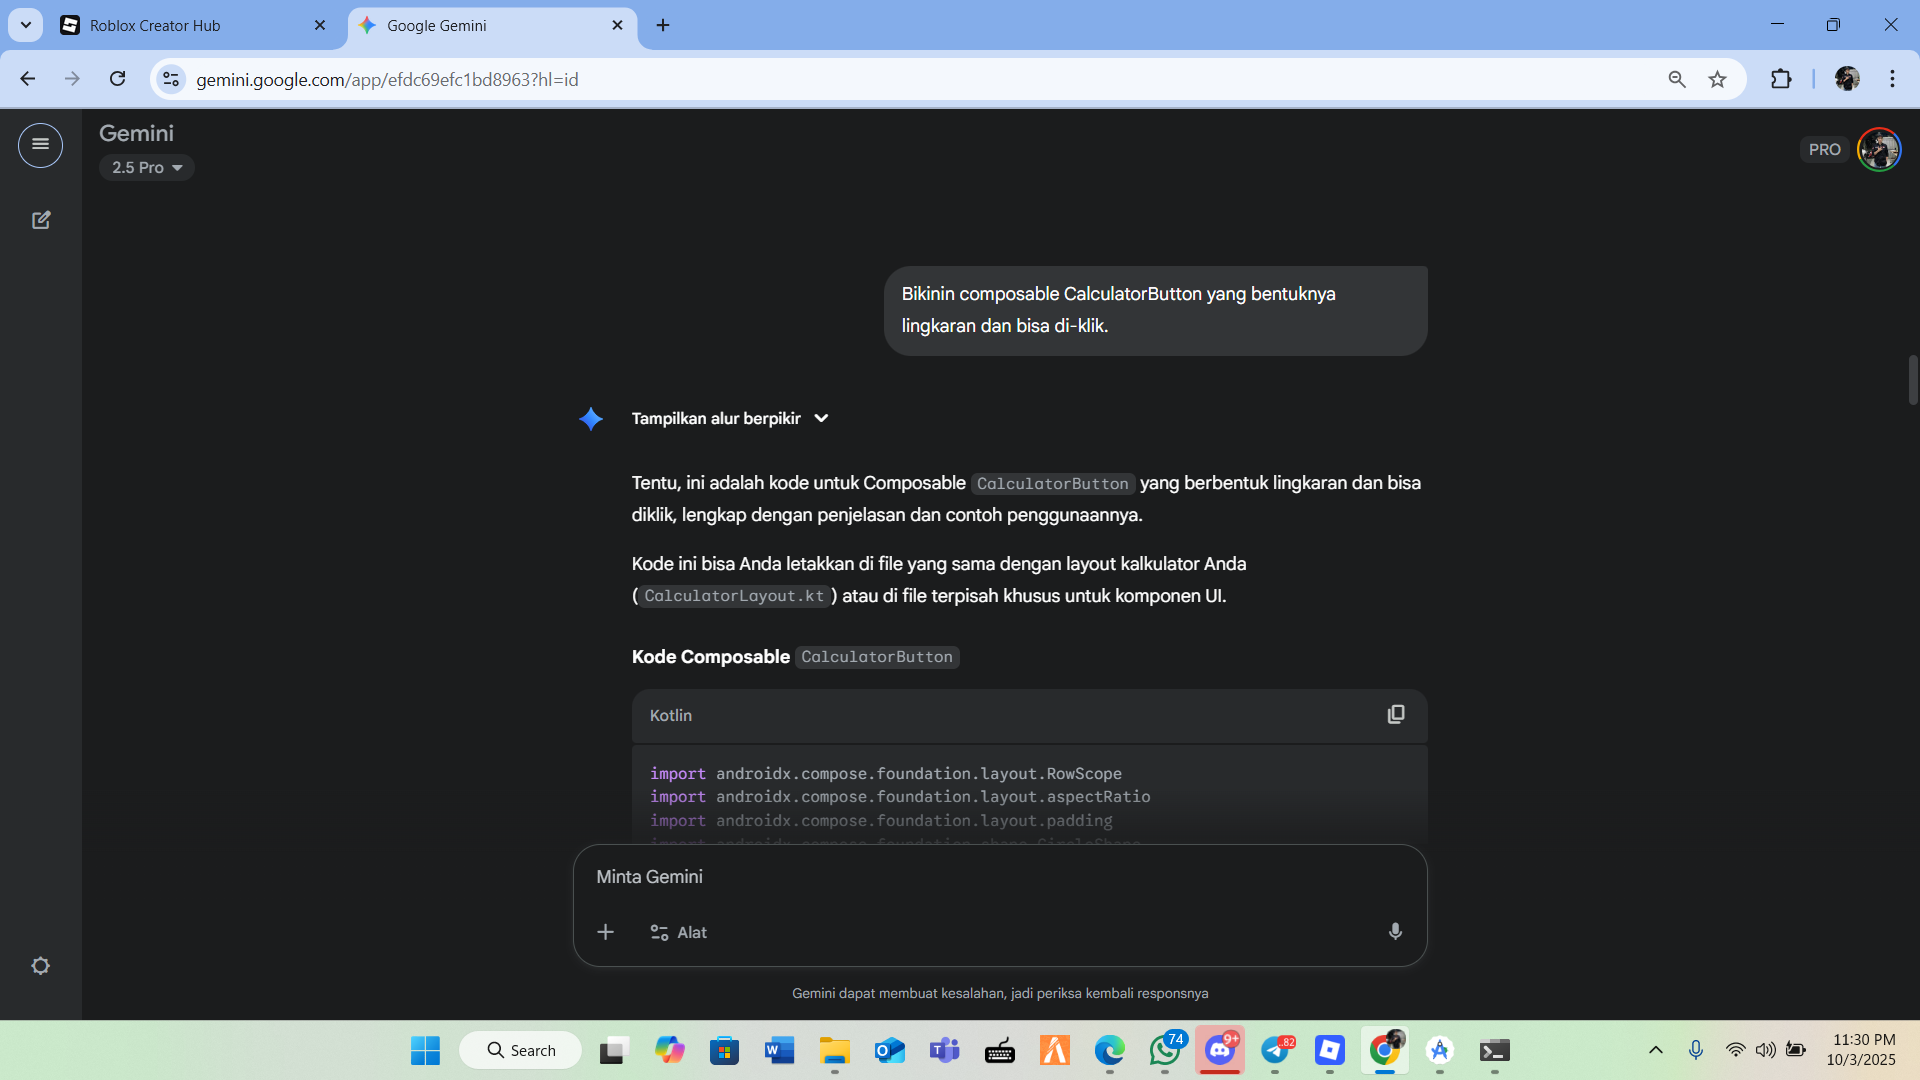 Roblox Creator Hub
Google Gemini
gemini.google.com/app/efdc69efc1bd8963?hl=id
Gemini
2.5 Pro
PRO
Bikinin composable CalculatorButton yang bentuknya
lingkaran dan bisa di-klik.
Tampilkan alur berpikir
Tentu, ini adalah kode untuk Composable CalculatorButton yang berbentuk lingkaran dan bisa
diklik, lengkap dengan penjelasan dan contoh penggunaannya.
Kode ini bisa Anda letakkan di file yang sama dengan layout kalkulator Anda
(CalculatorLayout.kt) atau di file terpisah khusus untuk komponen UI.
Kode Composable CalculatorButton
Kotlin
import androidx.compose.foundation.layout.RowScope
import androidx.compose.foundation.layout.aspectRatio
import androidx.compose.foundation.layout.padding
import androidx.compose.foundation.shape.CircleShape
Minta Gemini
Alat
Gemini dapat membuat kesalahan, jadi periksa kembali responsnya
Search
74
9+
..82
11:30 PM
10/3/2025